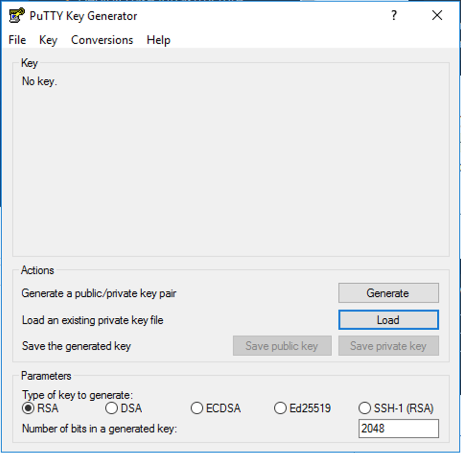 PuTTY Key Generator ? ×
File Key Conversions Help
Key
No key.
Actions
Generate a public/private key pair Generate
Load an existing private key file Load
Save the generated key Save public key Save private key
Parameters
Type of key to generate:
RSA DSA ECDSA Ed25519 SSH-1 (RSA)
Number of bits in a generated key: 2048